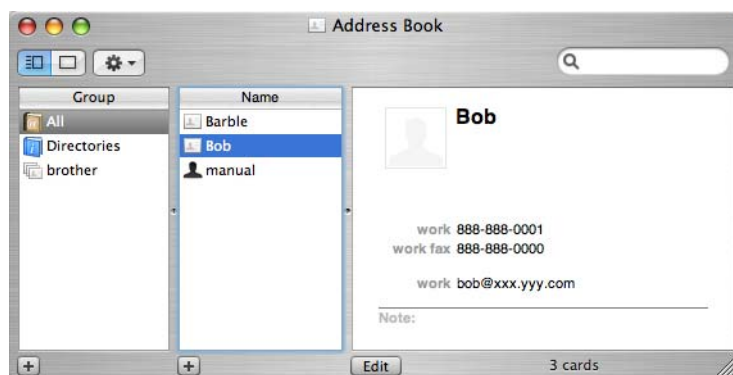 Address Book
Group
All
Directories
brother
Name
Barble
Bob
manual
Bob
work 888-888-0001
work fax 888-888-0000
work bob@xxx.yyy.com
Note:
Edit
3 cards